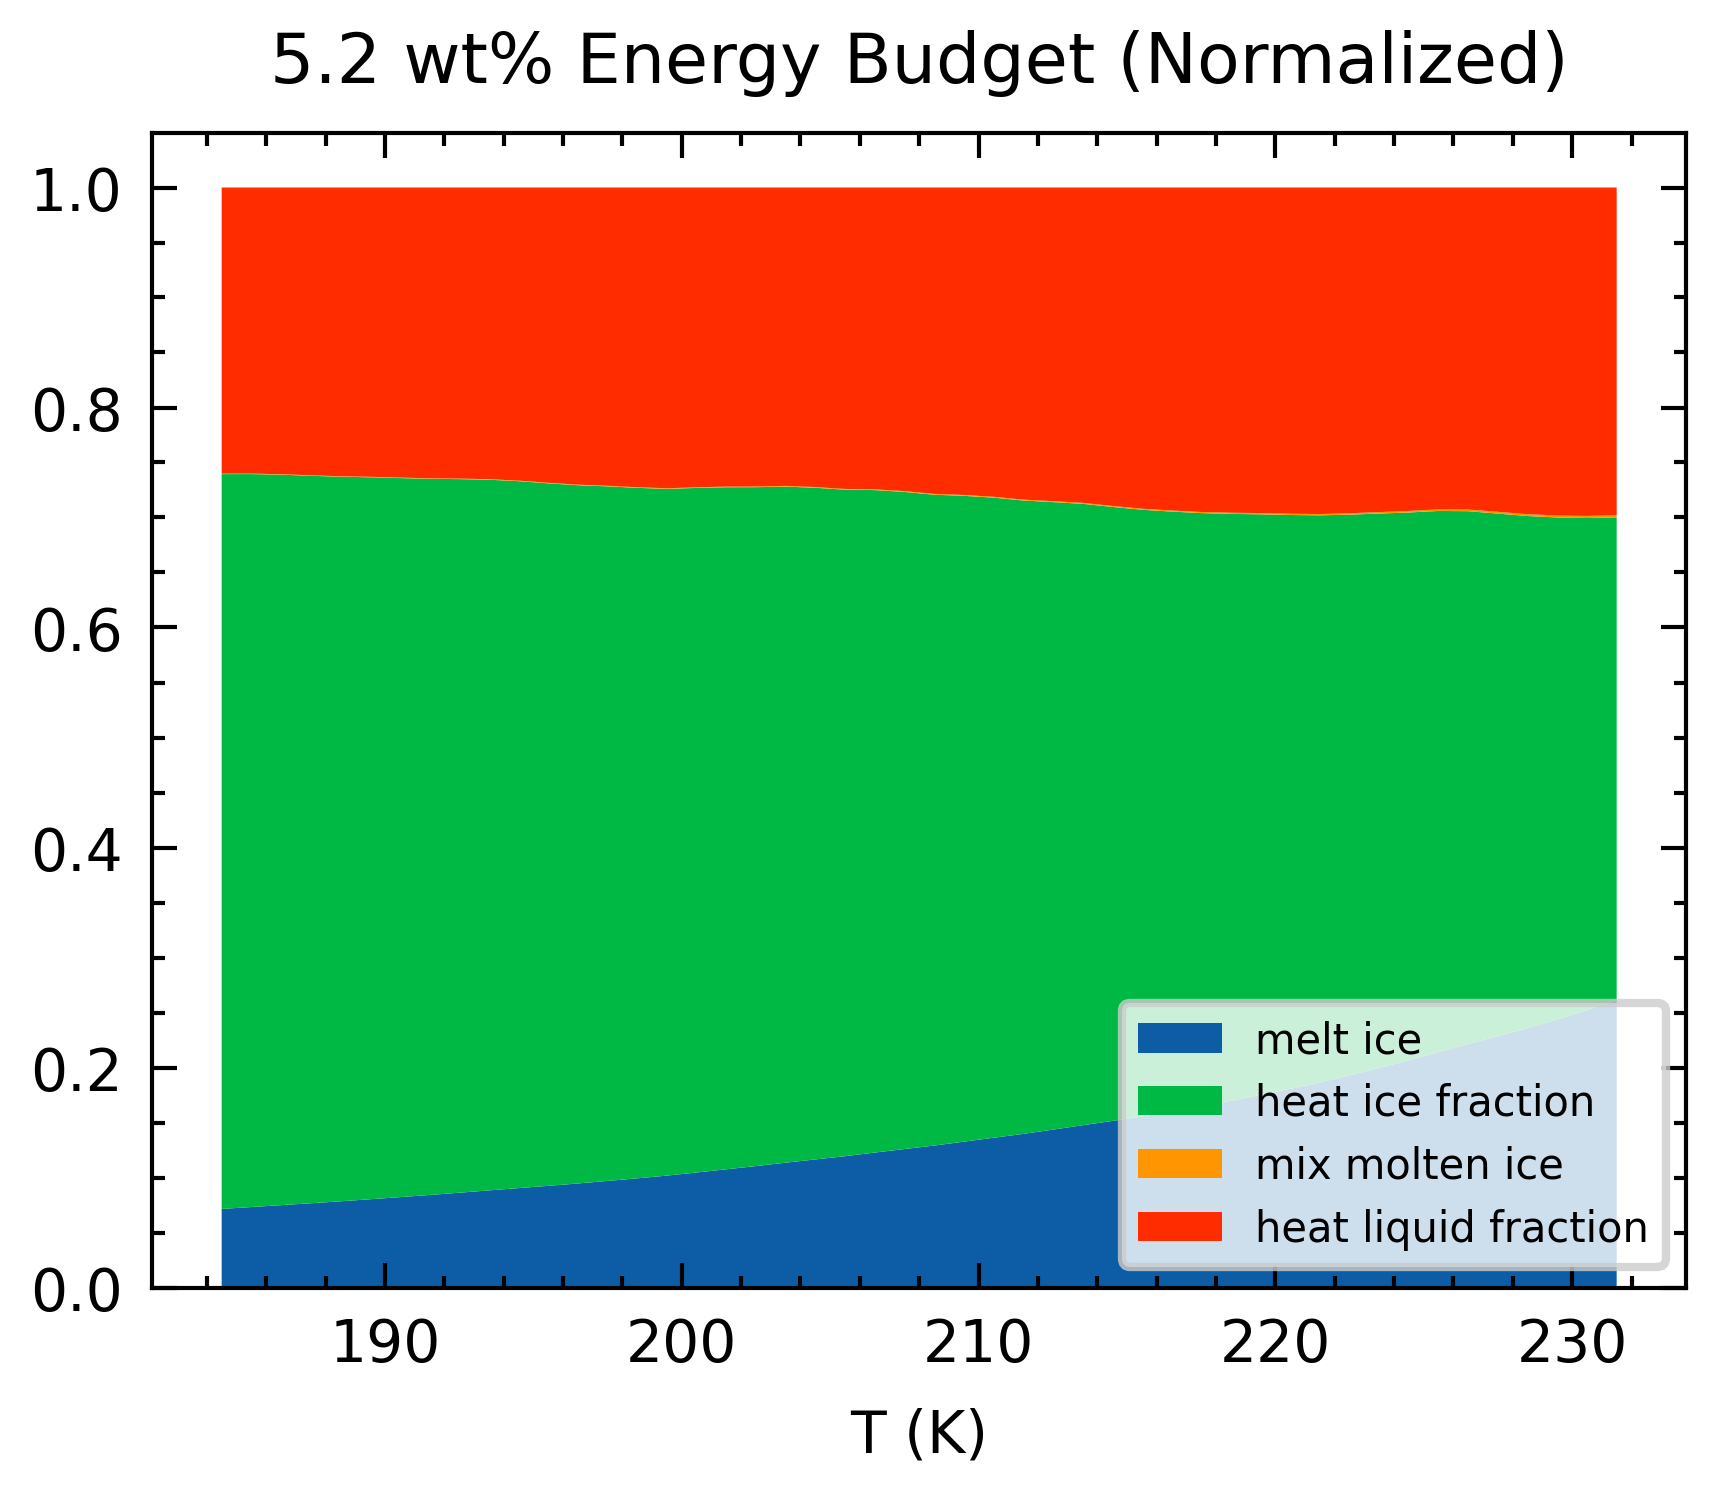 5.2 wt% Energy Budget (Normalized)
1.0
0.8
0.6
0.4
0.2
0.0
melt ice
heat ice fraction
mix molten ice
heat liquid fraction
190 200 210 220 230
T (K)